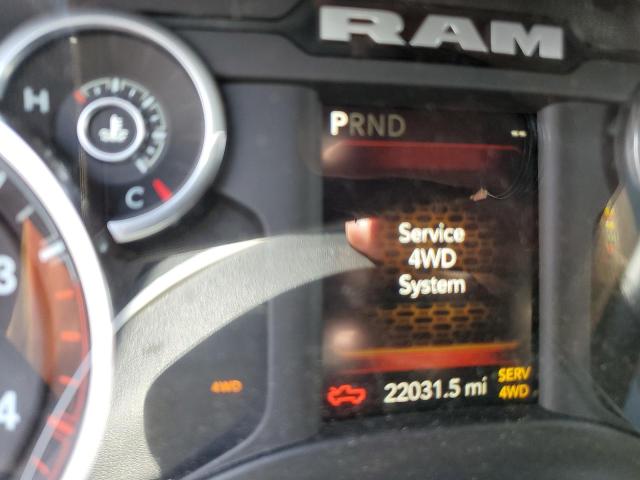 RAM
H
PRND
--
C
Service
4WD
System
3
4
4WD
22031.5 mi
SERV
4WD